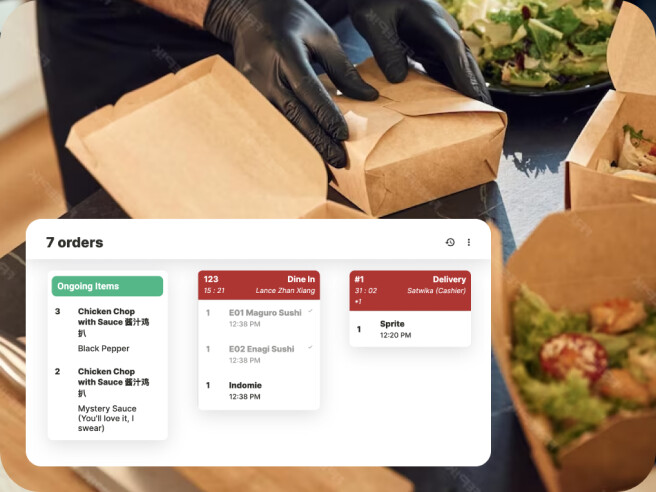 7 orders
Ongoing Items
3 Chicken Chop
with Sauce 酱汁鸡
扒
Black Pepper
2 Chicken Chop
with Sauce 酱汁鸡
扒
Mystery Sauce
(You'll love it, I
swear)
123 Dine In
15 : 21 Lance Zhan Xiang
1 E01 Maguro Sushi
12:38 PM
1 E02 Enagi Sushi
12:38 PM
1 Indomie
12:38 PM
#1 Delivery
31 : 02 Satwika (Cashier)
+1
1 Sprite
12:20 PM